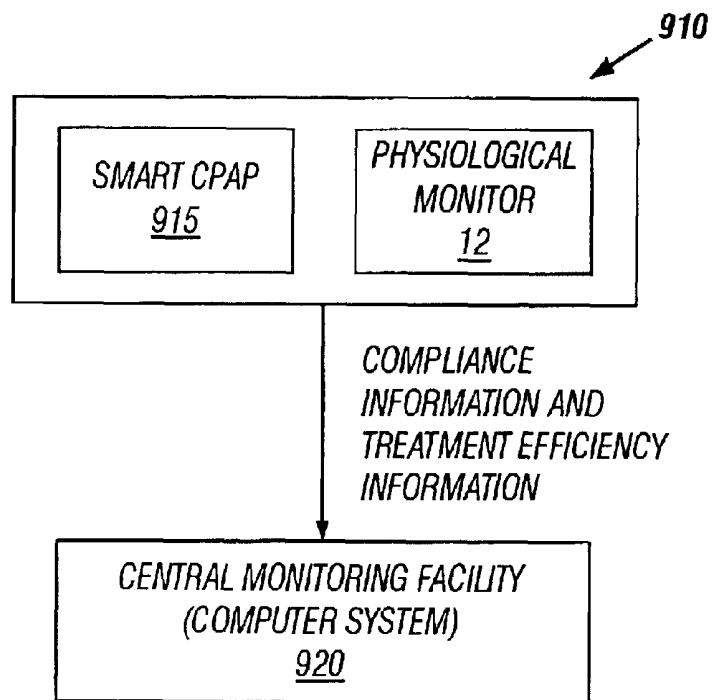 910
SMART CPAP
915
PHYSIOLOGICAL
MONITOR
12
COMPLIANCE
INFORMATION AND
TREATMENT EFFICIENCY
INFORMATION
CENTRAL MONITORING FACILITY
(COMPUTER SYSTEM)
920